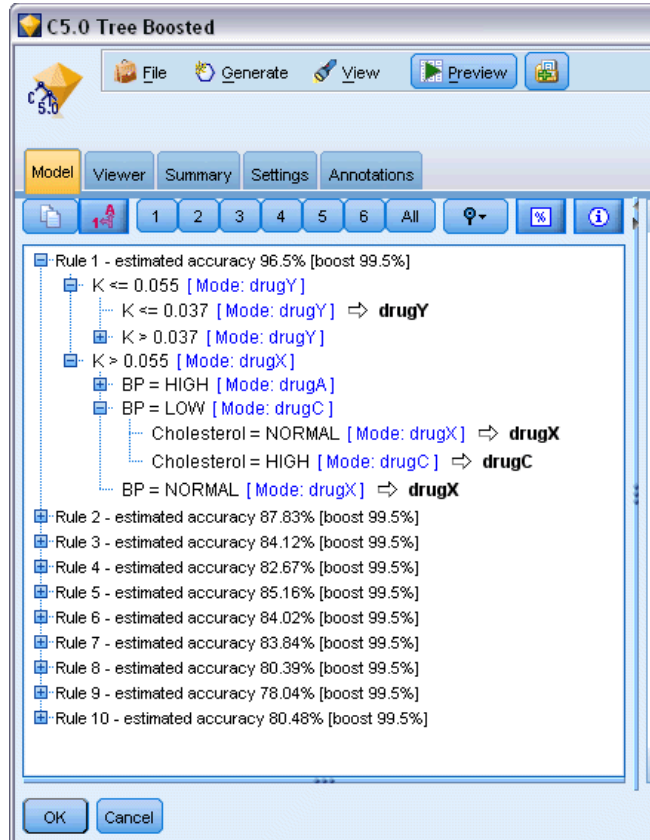 C5.0 Tree Boosted
C 5.0
File Generate View Preview
Model Viewer Summary Settings Annotations
1 2 3 4 5 6 All %
Rule 1 - estimated accuracy 96.5% [boost 99.5%]
K <= 0.055 [Mode: drugY]
K <= 0.037 [Mode: drugY] ⇨ drugY
K > 0.037 [Mode: drugY]
K > 0.055 [Mode: drugX]
BP = HIGH [Mode: drugA]
BP = LOW [Mode: drugC]
Cholesterol = NORMAL [Mode: drugX] ⇨ drugX
Cholesterol = HIGH [Mode: drugC] ⇨ drugC
BP = NORMAL [Mode: drugX] ⇨ drugX
Rule 2 - estimated accuracy 87.83% [boost 99.5%]
Rule 3 - estimated accuracy 84.12% [boost 99.5%]
Rule 4 - estimated accuracy 82.67% [boost 99.5%]
Rule 5 - estimated accuracy 85.16% [boost 99.5%]
Rule 6 - estimated accuracy 84.02% [boost 99.5%]
Rule 7 - estimated accuracy 83.84% [boost 99.5%]
Rule 8 - estimated accuracy 80.39% [boost 99.5%]
Rule 9 - estimated accuracy 78.04% [boost 99.5%]
Rule 10 - estimated accuracy 80.48% [boost 99.5%]
OK Cancel